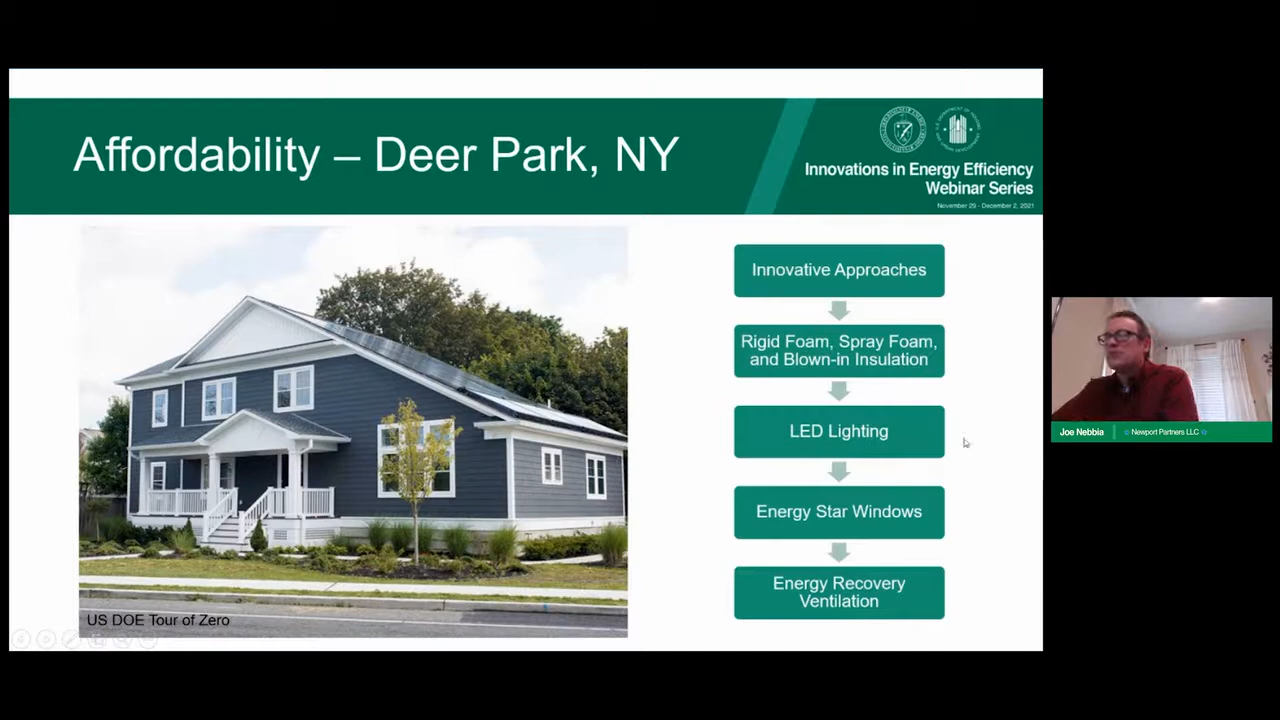 Affordability – Deer Park, NY
Innovations in Energy Efficiency
Webinar Series
November 29 - December 2, 2021
Innovative Approaches
Rigid Foam, Spray Foam,
and Blown-in Insulation
LED Lighting
Energy Star Windows
Energy Recovery
Ventilation
US DOE Tour of Zero
Joe Nebbia
Newport Partners LLC